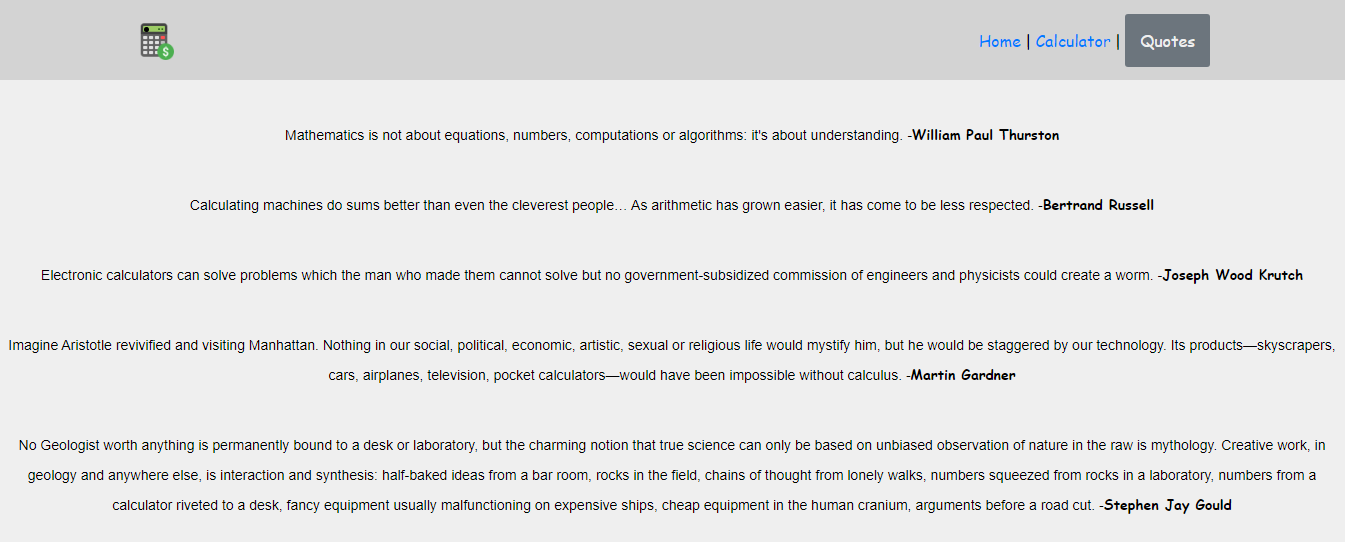 $
Home | Calculator | Quotes
Mathematics is not about equations, numbers, computations or algorithms: it's about understanding. -William Paul Thurston
Calculating machines do sums better than even the cleverest people… As arithmetic has grown easier, it has come to be less respected. -Bertrand Russell
Electronic calculators can solve problems which the man who made them cannot solve but no government-subsidized commission of engineers and physicists could create a worm. -Joseph Wood Krutch
Imagine Aristotle revivified and visiting Manhattan. Nothing in our social, political, economic, artistic, sexual or religious life would mystify him, but he would be staggered by our technology. Its products—skyscrapers,
cars, airplanes, television, pocket calculators—would have been impossible without calculus. -Martin Gardner
No Geologist worth anything is permanently bound to a desk or laboratory, but the charming notion that true science can only be based on unbiased observation of nature in the raw is mythology. Creative work, in
geology and anywhere else, is interaction and synthesis: half-baked ideas from a bar room, rocks in the field, chains of thought from lonely walks, numbers squeezed from rocks in a laboratory, numbers from a
calculator riveted to a desk, fancy equipment usually malfunctioning on expensive ships, cheap equipment in the human cranium, arguments before a road cut. -Stephen Jay Gould